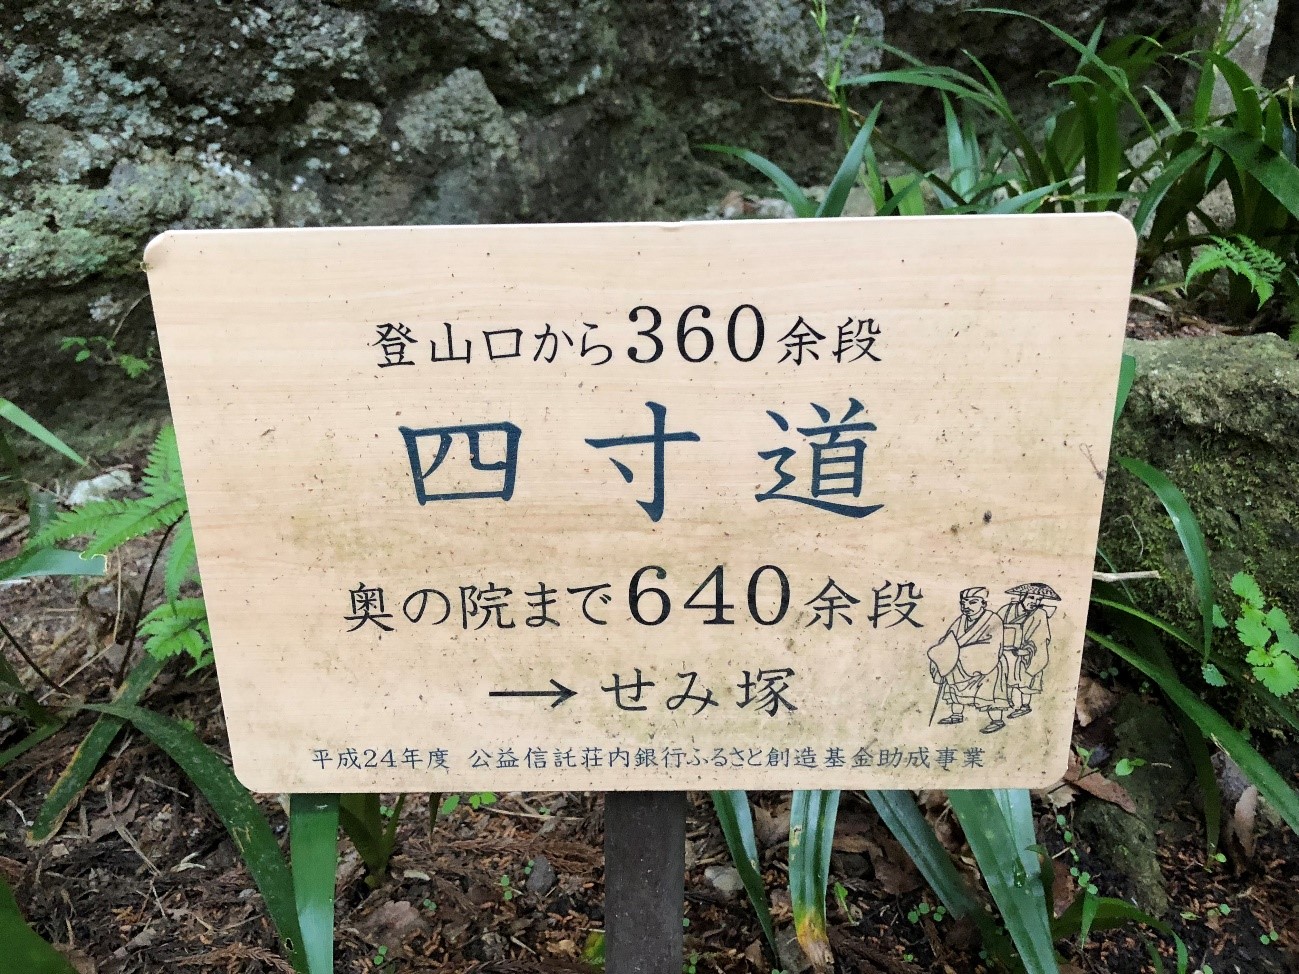 登山口から360余段
四寸道
奥の院まで640余段
→せみ塚
平成24年度 公益信託荘内銀行ふるさと創造基金助成事業